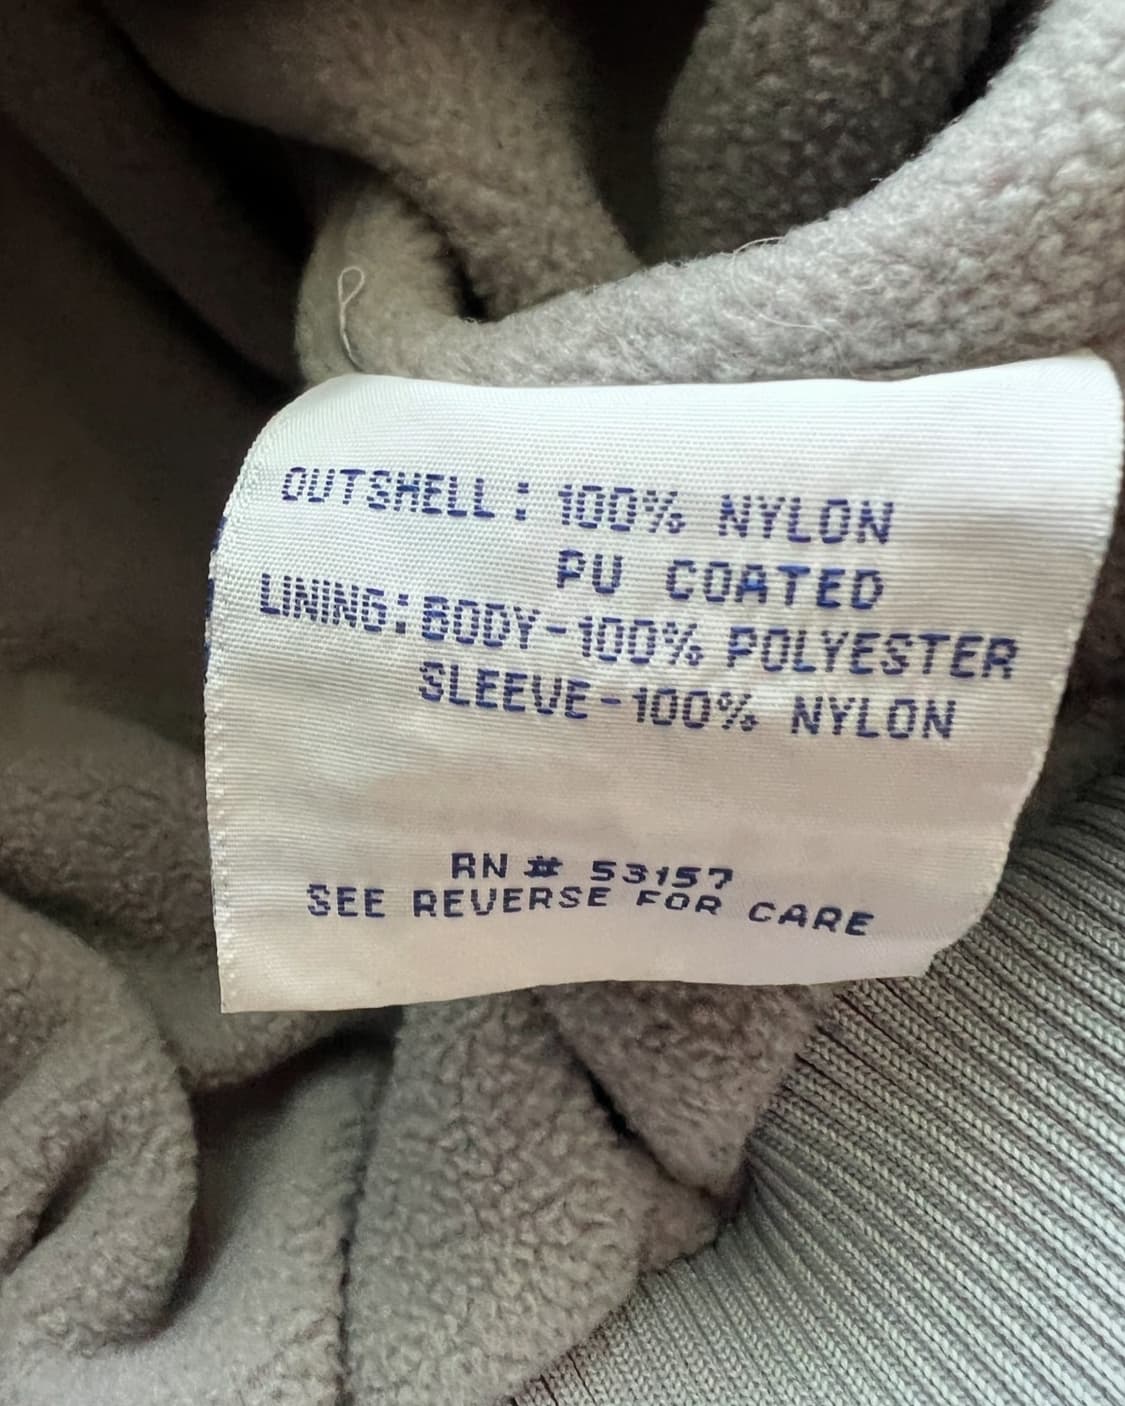 OUTSHELL: 100% NYLON
PU COATED
LINING: BODY-100% POLYESTER
SLEEVE-100% NYLON
RN # 53157
SEE REVERSE FOR CARE